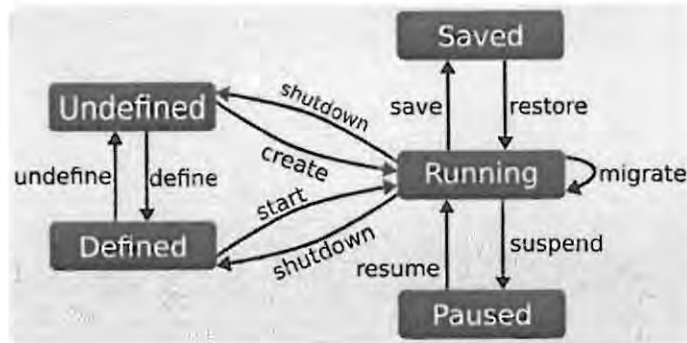 Saved
Undefined
shutdown
save
restore
create
Running
migrate
undefine
define
start
Defined
shutdown
suspend
resume
Paused